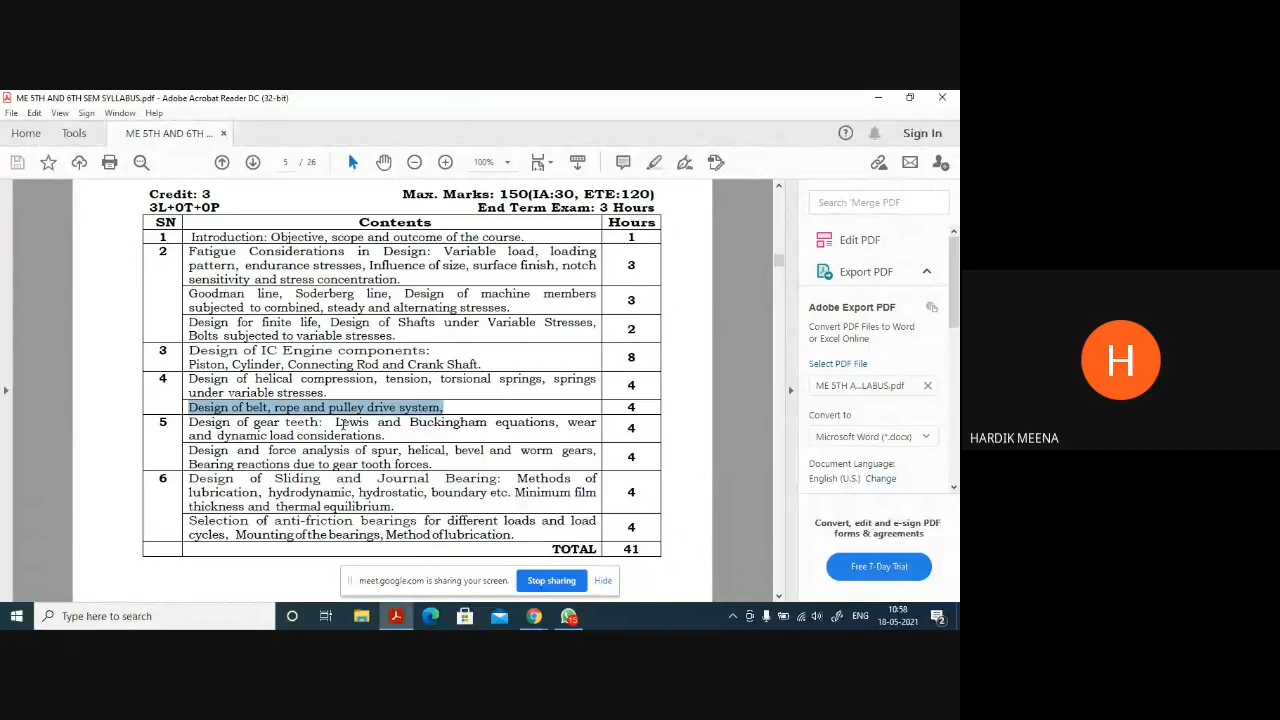 ME 5TH AND 6TH SEM SYLLABUS.pdf - Adobe Acrobat Reader DC (32-bit)
File Edit View Sign Window Help
Home Tools ME 5TH AND 6TH ... × Sign In
5 / 26 100%
Credit: 3 Max. Marks: 150(IA:30, ETE:120)
3L+0T+0P End Term Exam: 3 Hours
SN Contents Hours
1 Introduction: Objective, scope and outcome of the course. 1
2 Fatigue Considerations in Design: Variable load, loading
pattern, endurance stresses, Influence of size, surface finish, notch 3
sensitivity and stress concentration.
Goodman line, Soderberg line, Design of machine members
subjected to combined, steady and alternating stresses. 3
Design for finite life, Design of Shafts under Variable Stresses,
Bolts subjected to variable stresses. 2
3 Design of IC Engine components:
Piston, Cylinder, Connecting Rod and Crank Shaft. 8
4 Design of helical compression, tension, torsional springs, springs
under variable stresses. 4
Design of belt, rope and pulley drive system, 4
5 Design of gear teeth: Lewis and Buckingham equations, wear
and dynamic load considerations. 4
Design and force analysis of spur, helical, bevel and worm gears,
Bearing reactions due to gear tooth forces. 4
6 Design of Sliding and Journal Bearing: Methods of
lubrication, hydrodynamic, hydrostatic, boundary etc. Minimum film 4
thickness and thermal equilibrium.
Selection of anti-friction bearings for different loads and load
cycles, Mounting of the bearings, Method of lubrication. 4
TOTAL 41
Search 'Merge PDF'
Edit PDF
Export PDF
Adobe Export PDF
Convert PDF Files to Word
or Excel Online
Select PDF File
ME 5TH A...LABUS.pdf
Convert to
Microsoft Word (*.docx)
Document Language:
English (U.S.) Change
Convert, edit and e-sign PDF
forms & agreements
Free 7-Day Trial
meet.google.com is sharing your screen. Stop sharing Hide
Type here to search
15
ENG
10:58
18-05-2021
2
H
HARDIK MEENA